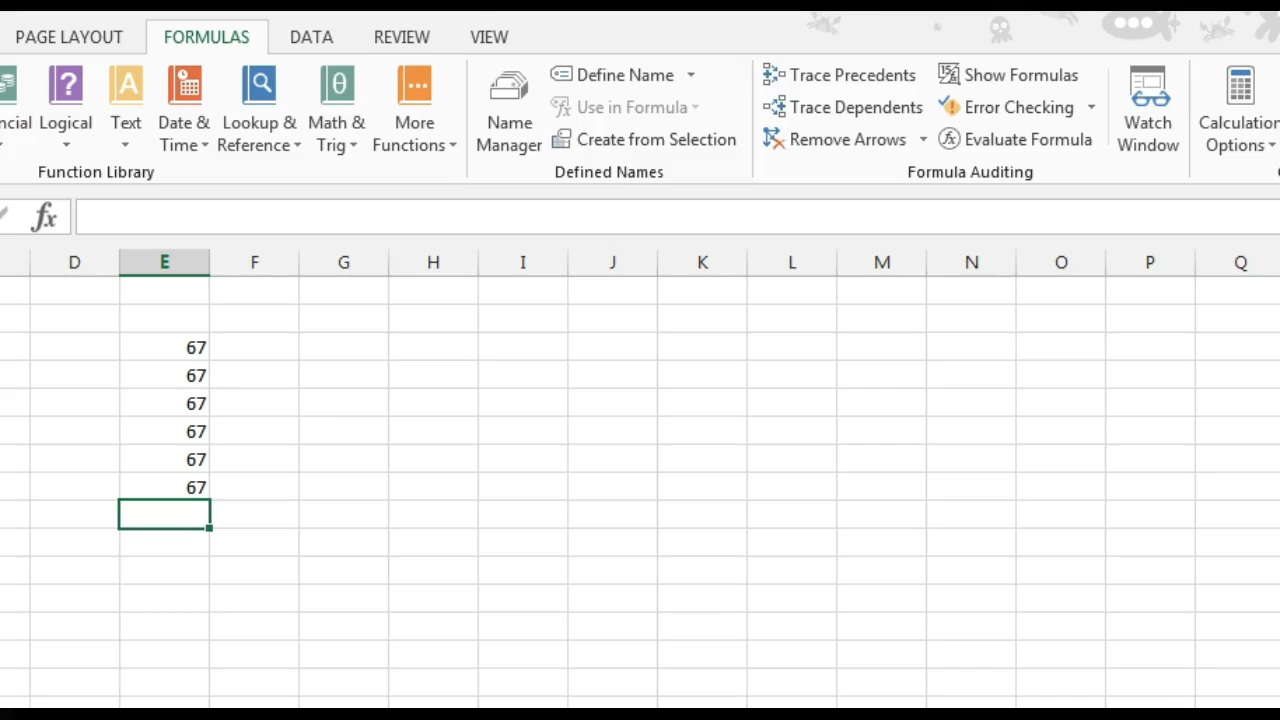 PAGE LAYOUT FORMULAS DATA REVIEW VIEW
Logical
Text
Date &
Time
Lookup &
Reference
Math &
Trig
More
Functions
Function Library
Name
Manager
Define Name
Use in Formula
Create from Selection
Defined Names
Trace Precedents
Trace Dependents
Remove Arrows
Show Formulas
Error Checking
Evaluate Formula
Formula Auditing
Watch
Window
Calculation
Options
fx
D E F G H I J K L M N O P Q
67
67
67
67
67
67